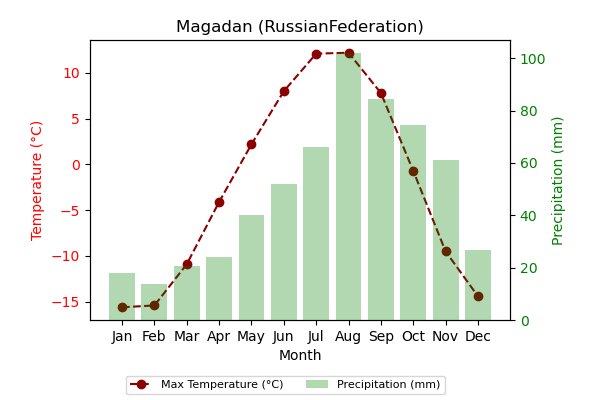 Magadan (RussianFederation)
Temperature (°C)
10
5
0
−5
−10
−15
100
80
60
40
20
0
Precipitation (mm)
Jan Feb Mar Apr May Jun Jul Aug Sep Oct Nov Dec
Month
Max Temperature (°C) Precipitation (mm)